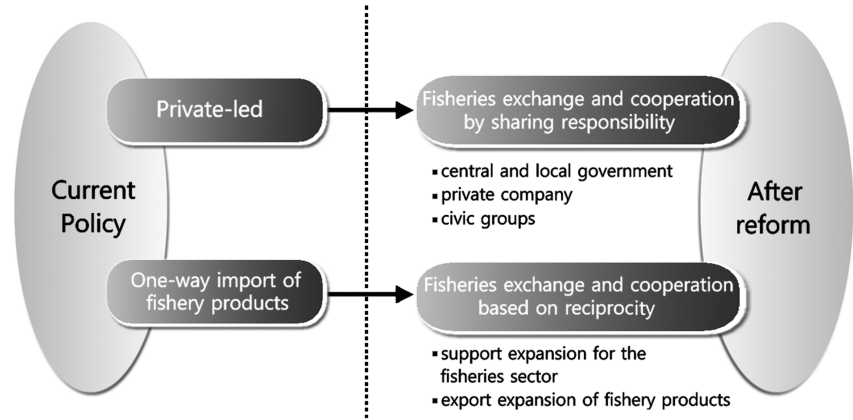 Current
Policy
Private-led
One-way import of
fishery products
Fisheries exchange and cooperation
by sharing responsibility
▪central and local government
▪private company
▪civic groups
Fisheries exchange and cooperation
based on reciprocity
▪support expansion for the
fisheries sector
▪export expansion of fishery products
After
reform